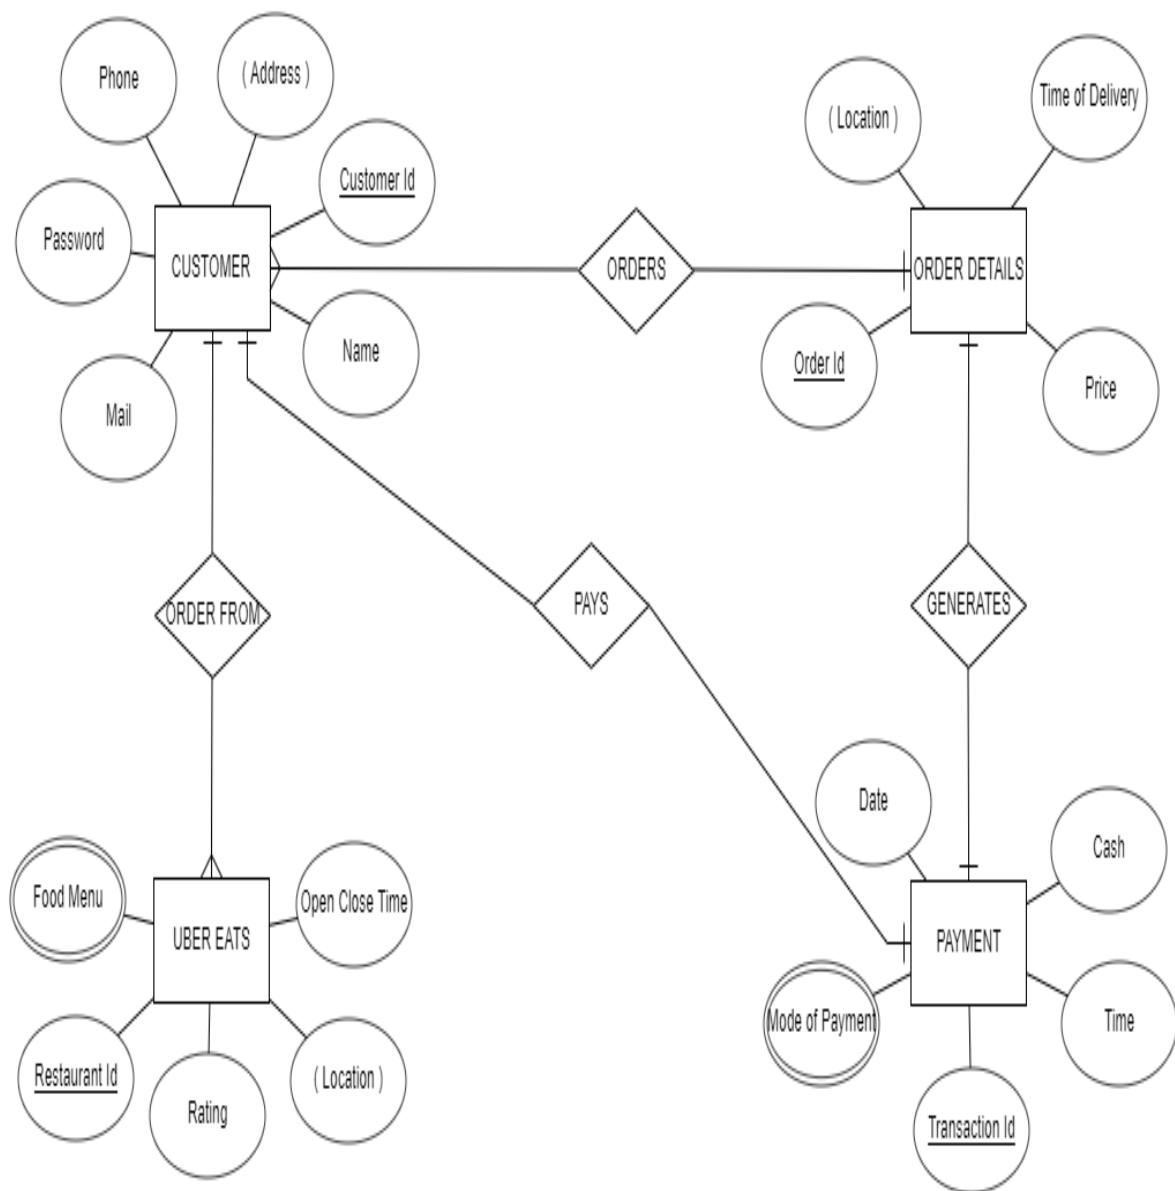 Phone
( Address )
Customer Id
Password
CUSTOMER
Name
Mail
ORDERS
( Location )
Time of Delivery
ORDER DETAILS
Order Id
Price
ORDER FROM
PAYS
GENERATES
Food Menu
Open Close Time
UBER EATS
Restaurant Id
Rating
( Location )
Date
Cash
PAYMENT
Mode of Payment
Time
Transaction Id